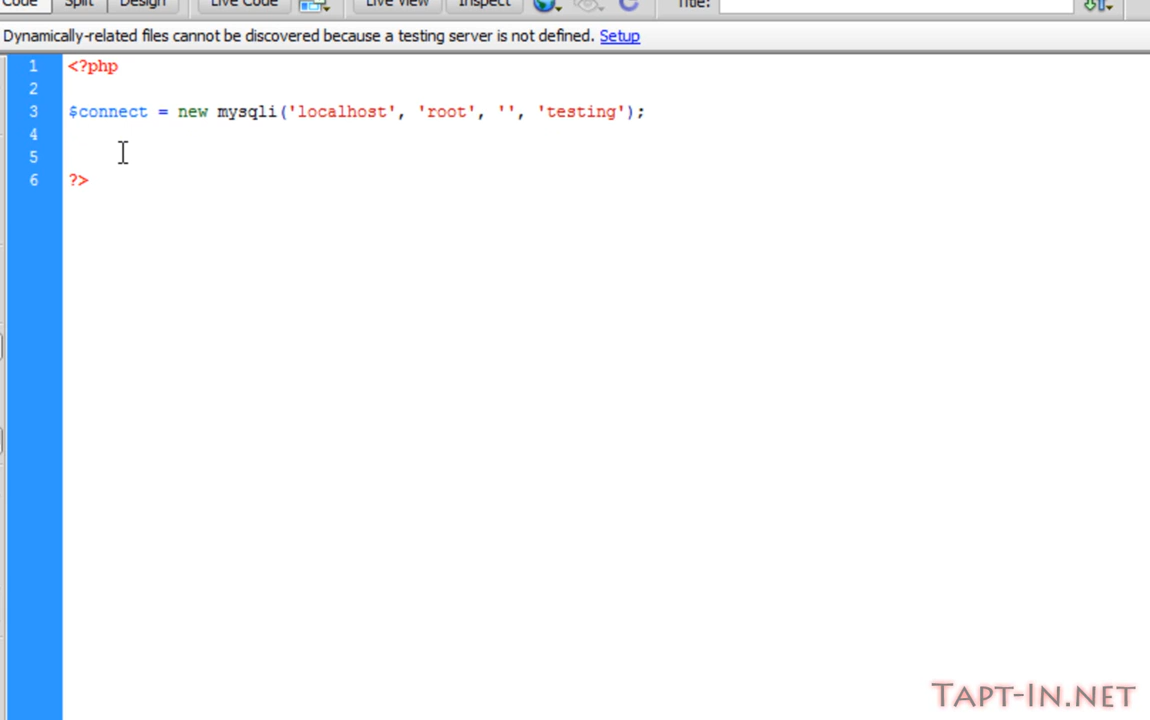 Code Split Design Live Code Live View Inspect Title:
Dynamically-related files cannot be discovered because a testing server is not defined. Setup
1 <?php
2
3 $connect = new mysqli('localhost', 'root', '', 'testing');
4
5
6 ?>
TAPT-IN.NET